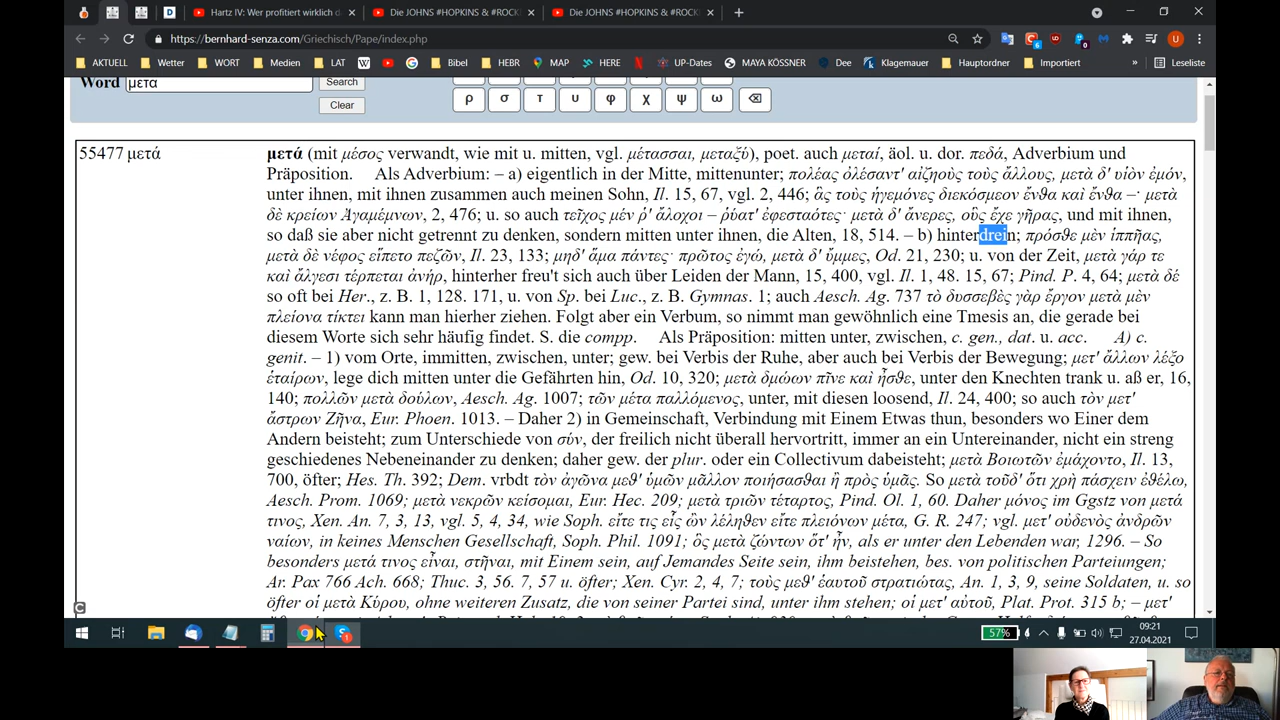 Hartz IV: Wer profitiert wirklich d
Die JOHNS #HOPKINS & #ROCK
Die JOHNS #HOPKINS & #ROCK
https://bernhard-senza.com/Griechisch/Pape/index.php
AKTUELL Wetter WORT Medien LAT Bibel HEBR MAP HERE UP-Dates MAYA KÖSSNER Dee Klagemauer Hauptordner Importiert » Leseliste
Word μετα Search
Clear
ρ σ τ υ φ χ ψ ω
55477 μετά
μετά (mit μέσος verwandt, wie mit u. mitten, vgl. μέτασσαι, μεταξύ), poet. auch μεταί, äol. u. dor. πεδά, Adverbium und
Präposition. Als Adverbium: – a) eigentlich in der Mitte, mittenunter; πολέας ὀλέσαντ' αἰζηοὺς τοὺς ἄλλους, μετὰ δ' υἱὸν ἐμόν,
unter ihnen, mit ihnen zusammen auch meinen Sohn, Il. 15, 67, vgl. 2, 446; ἃς τοὺς ἡγεμόνες διεκόσμεον ἔνθα καὶ ἔνθα –· μετὰ
δὲ κρείων Ἀγαμέμνων, 2, 476; u. so auch τεῖχος μέν ῥ' ἄλοχοι – ῥύατ' ἐφεσταότες· μετὰ δ' ἄνερες, οὓς ἔχε γῆρας, und mit ihnen,
so daß sie aber nicht getrennt zu denken, sondern mitten unter ihnen, die Alten, 18, 514. – b) hinterdrein; πρόσθε μὲν ἱππῆας,
μετὰ δὲ νέφος εἵπετο πεζῶν, Il. 23, 133; μηδ' ἅμα πάντες· πρῶτος ἐγώ, μετὰ δ' ὔμμες, Od. 21, 230; u. von der Zeit, μετὰ γάρ τε
καὶ ἄλγεσι τέρπεται ἀνήρ, hinterher freu't sich auch über Leiden der Mann, 15, 400, vgl. Il. 1, 48. 15, 67; Pind. P. 4, 64; μετὰ δέ
so oft bei Her., z. B. 1, 128. 171, u. von Sp. bei Luc., z. B. Gymnas. 1; auch Aesch. Ag. 737 τὸ δυσσεβὲς γὰρ ἔργον μετὰ μὲν
πλείονα τίκτει kann man hierher ziehen. Folgt aber ein Verbum, so nimmt man gewöhnlich eine Tmesis an, die gerade bei
diesem Worte sich sehr häufig findet. S. die compp. Als Präposition: mitten unter, zwischen, c. gen., dat. u. acc. A) c.
genit. – 1) vom Orte, immitten, zwischen, unter; gew. bei Verbis der Ruhe, aber auch bei Verbis der Bewegung; μετ' ἄλλων λέξο
ἑταίρων, lege dich mitten unter die Gefährten hin, Od. 10, 320; μετὰ δμώων πῖνε καὶ ἦσθε, unter den Knechten trank u. aß er, 16,
140; πολλῶν μετὰ δούλων, Aesch. Ag. 1007; τῶν μέτα παλλόμενος, unter, mit diesen loosend, Il. 24, 400; so auch τὸν μετ'
ἄστρων Ζῆνα, Eur. Phoen. 1013. – Daher 2) in Gemeinschaft, Verbindung mit Einem Etwas thun, besonders wo Einer dem
Andern beisteht; zum Unterschiede von σύν, der freilich nicht überall hervortritt, immer an ein Untereinander, nicht ein streng
geschiedenes Nebeneinander zu denken; daher gew. der plur. oder ein Collectivum dabeisteht; μετὰ Βοιωτῶν ἐμάχοντο, Il. 13,
700, öfter; Hes. Th. 392; Dem. vrbdt τὸν ἀγῶνα μεθ' ὑμῶν μᾶλλον ποιήσασθαι ἢ πρὸς ὑμᾶς. So μετὰ τοῦδ' ὅτι χρὴ πάσχειν ἐθέλω,
Aesch. Prom. 1069; μετὰ νεκρῶν κείσομαι, Eur. Hec. 209; μετὰ τριῶν τέταρτος, Pind. Ol. 1, 60. Daher μόνος im Ggstz von μετά
τινος, Xen. An. 7, 3, 13, vgl. 5, 4, 34, wie Soph. εἴτε τις εἷς ὢν λέληθεν εἴτε πλειόνων μέτα, G. R. 247; vgl. μετ' οὐδενὸς ἀνδρῶν
ναίων, in keines Menschen Gesellschaft, Soph. Phil. 1091; ὃς μετὰ ζώντων ὅτ' ἦν, als er unter den Lebenden war, 1296. – So
besonders μετά τινος εἶναι, στῆναι, mit Einem sein, auf Jemandes Seite sein, ihm beistehen, bes. von politischen Parteiungen;
Ar. Pax 766 Ach. 668; Thuc. 3, 56. 7, 57 u. öfter; Xen. Cyr. 2, 4, 7; τοὺς μεθ' ἑαυτοῦ στρατιώτας, An. 1, 3, 9, seine Soldaten, u. so
öfter οἱ μετὰ Κύρου, ohne weiteren Zusatz, die von seiner Partei sind, unter ihm stehen; οἱ μετ' αὐτοῦ, Plat. Prot. 315 b; – μετ'
57%
09:21
27.04.2021